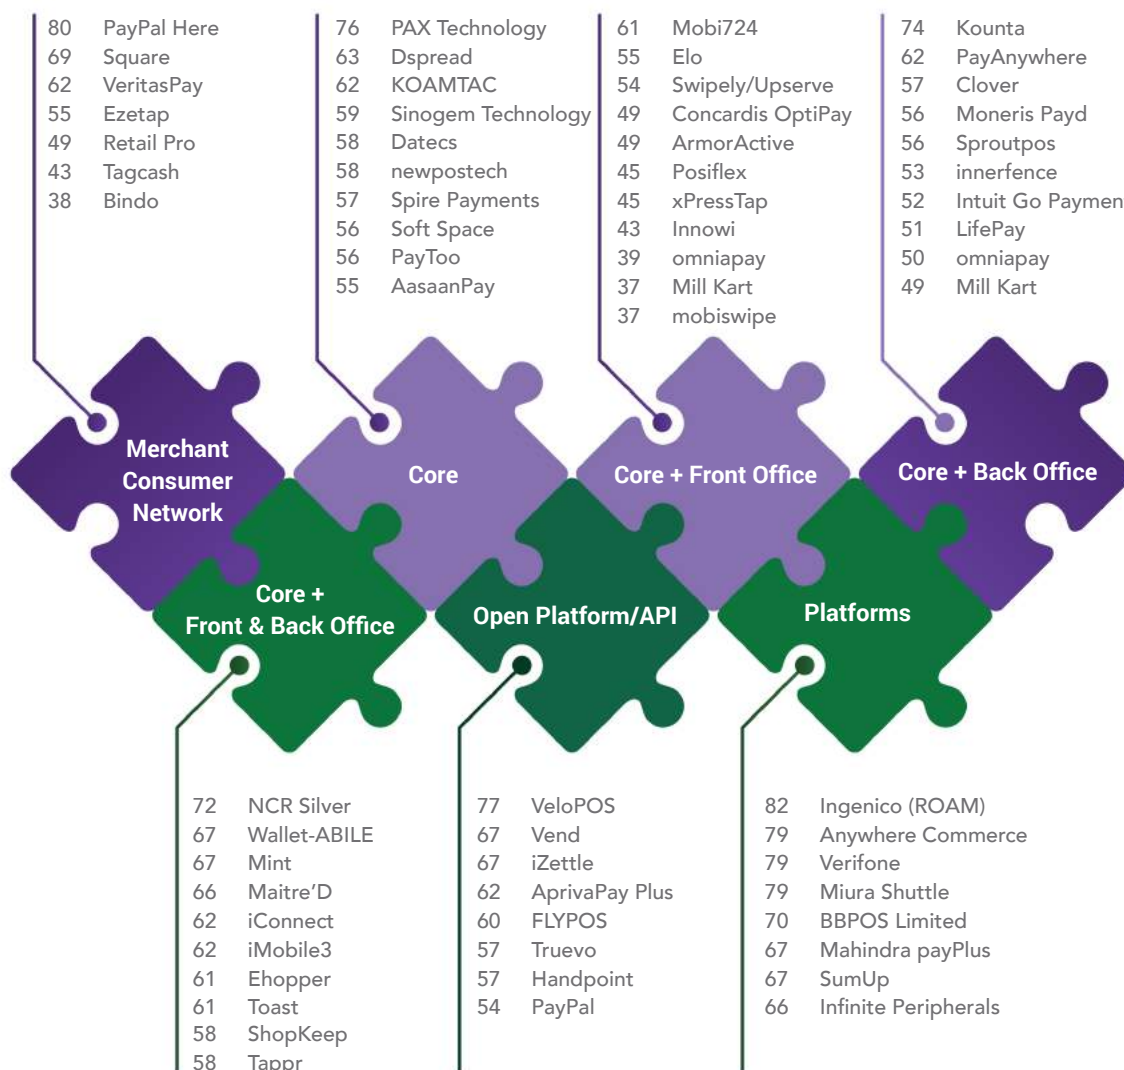 80 PayPal Here
69 Square
62 VeritasPay
55 Ezetap
49 Retail Pro
43 Tagcash
38 Bindo
76 PAX Technology
63 Dspread
62 KOAMTAC
59 Sinogem Technology
58 Datecs
58 newpostech
57 Spire Payments
56 Soft Space
56 PayToo
55 AasaanPay
61 Mobi724
55 Elo
54 Swipely/Upserve
49 Concardis OptiPay
49 ArmorActive
45 Posiflex
45 xPressTap
43 Innowi
39 omniapay
37 Mill Kart
37 mobiswipe
74 Kounta
62 PayAnywhere
57 Clover
56 Moneris Payd
56 Sproutpos
53 innerfence
52 Intuit Go Paymen
51 LifePay
50 omniapay
49 Mill Kart
Merchant
Consumer
Network
Core
Core + Front Office
Core + Back Office
Core +
Front & Back Office
Open Platform/API
Platforms
72 NCR Silver
67 Wallet-ABILE
67 Mint
66 Maitre’D
62 iConnect
62 iMobile3
61 Ehopper
61 Toast
58 ShopKeep
58 Tappr
77 VeloPOS
67 Vend
67 iZettle
62 AprivaPay Plus
60 FLYPOS
57 Truevo
57 Handpoint
54 PayPal
82 Ingenico (ROAM)
79 Anywhere Commerce
79 Verifone
79 Miura Shuttle
70 BBPOS Limited
67 Mahindra payPlus
67 SumUp
66 Infinite Peripherals